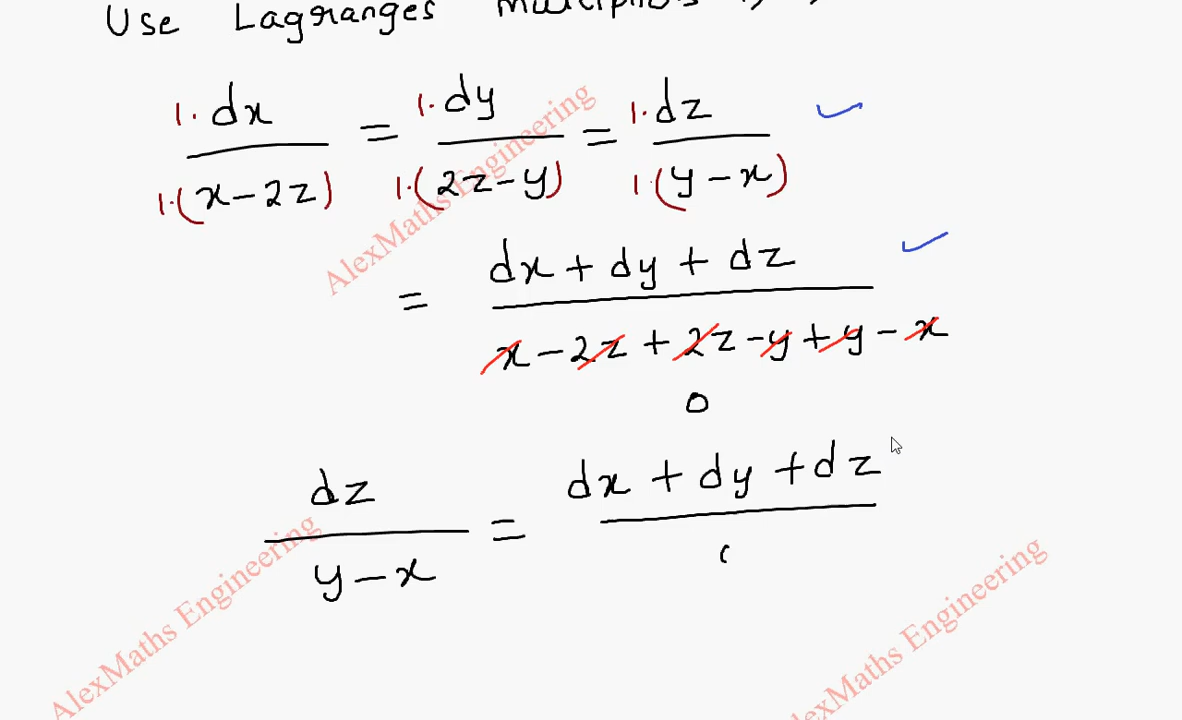 Use Lagranges
1. dx / 1.(x-2z) = 1. dy / 1.(2z-y) = 1. dz / 1(y-x)
= dx + dy + dz / x - 2z + 2z - y + y - x
0
dz / y-x = dx + dy + dz /
AlexMaths Engineering
AlexMaths Engineering
AlexMaths Engineering